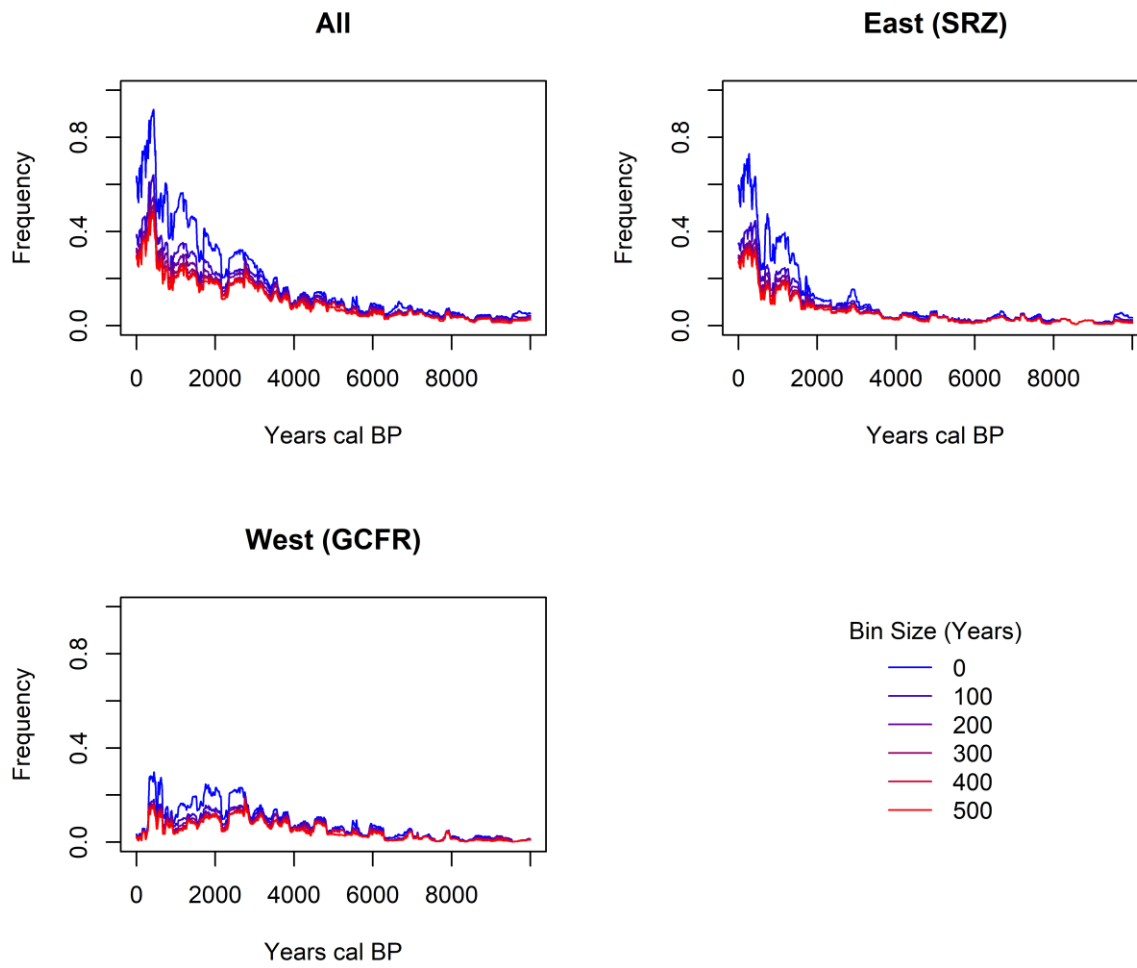 All
Frequency
0.0 0.4 0.8
0 2000 4000 6000 8000
Years cal BP
East (SRZ)
Frequency
0.0 0.4 0.8
0 2000 4000 6000 8000
Years cal BP
West (GCFR)
Frequency
0.0 0.4 0.8
0 2000 4000 6000 8000
Years cal BP
Bin Size (Years)
0
100
200
300
400
500